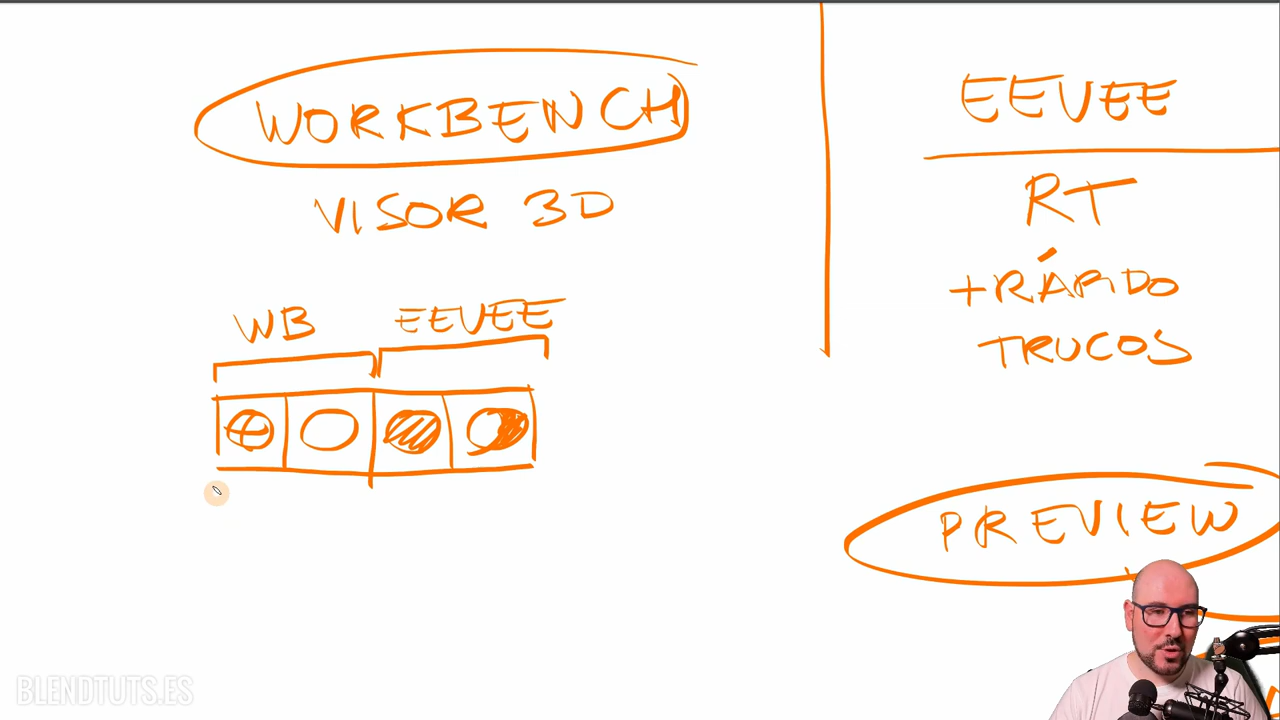 WORKBENCH
VISOR 3D
WB EEVEE
EEVEE
RT
+RÁPIDO
TRUCOS
PREVIEW
BLENDTUTS.ES